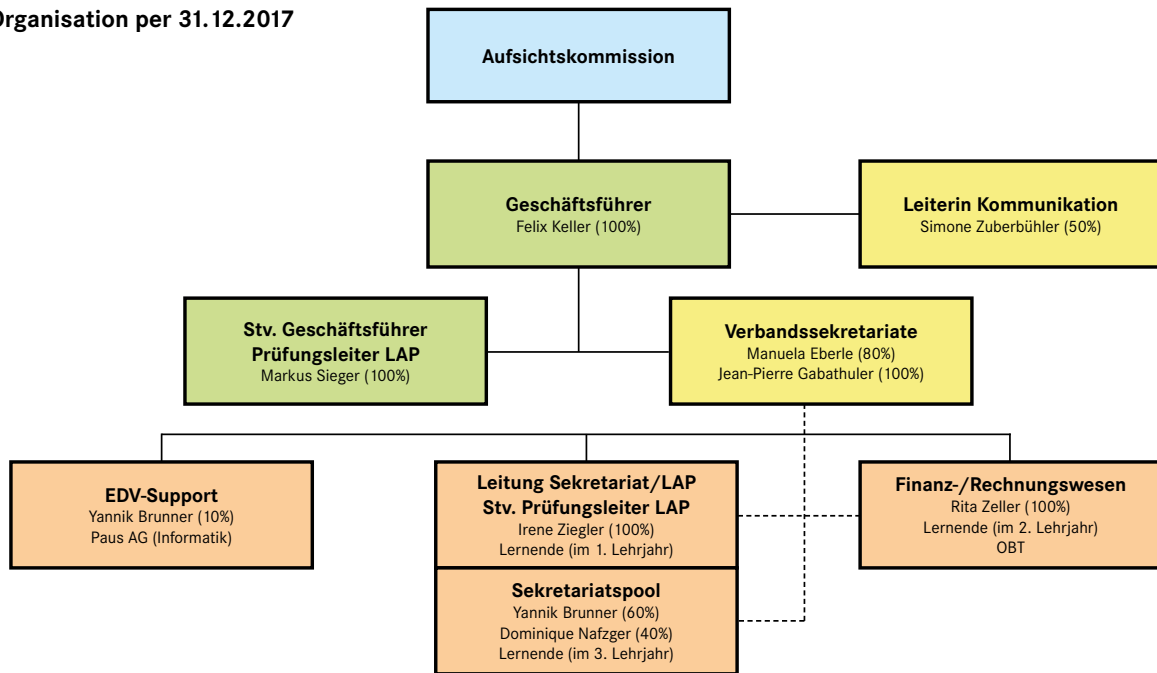 Organisation per 31.12.2017
Aufsichtskommission
Geschäftsführer
Felix Keller (100%)
Leiterin Kommunikation
Simone Zuberbühler (50%)
Stv. Geschäftsführer
Prüfungsleiter LAP
Markus Sieger (100%)
Verbandssekretariate
Manuela Eberle (80%)
Jean-Pierre Gabathuler (100%)
EDV-Support
Yannik Brunner (10%)
Paus AG (Informatik)
Leitung Sekretariat/LAP
Stv. Prüfungsleiter LAP
Irene Ziegler (100%)
Lernende (im 1. Lehrjahr)
Finanz-/Rechnungswesen
Rita Zeller (100%)
Lernende (im 2. Lehrjahr)
OBT
Sekretariatspool
Yannik Brunner (60%)
Dominique Nafzger (40%)
Lernende (im 3. Lehrjahr)